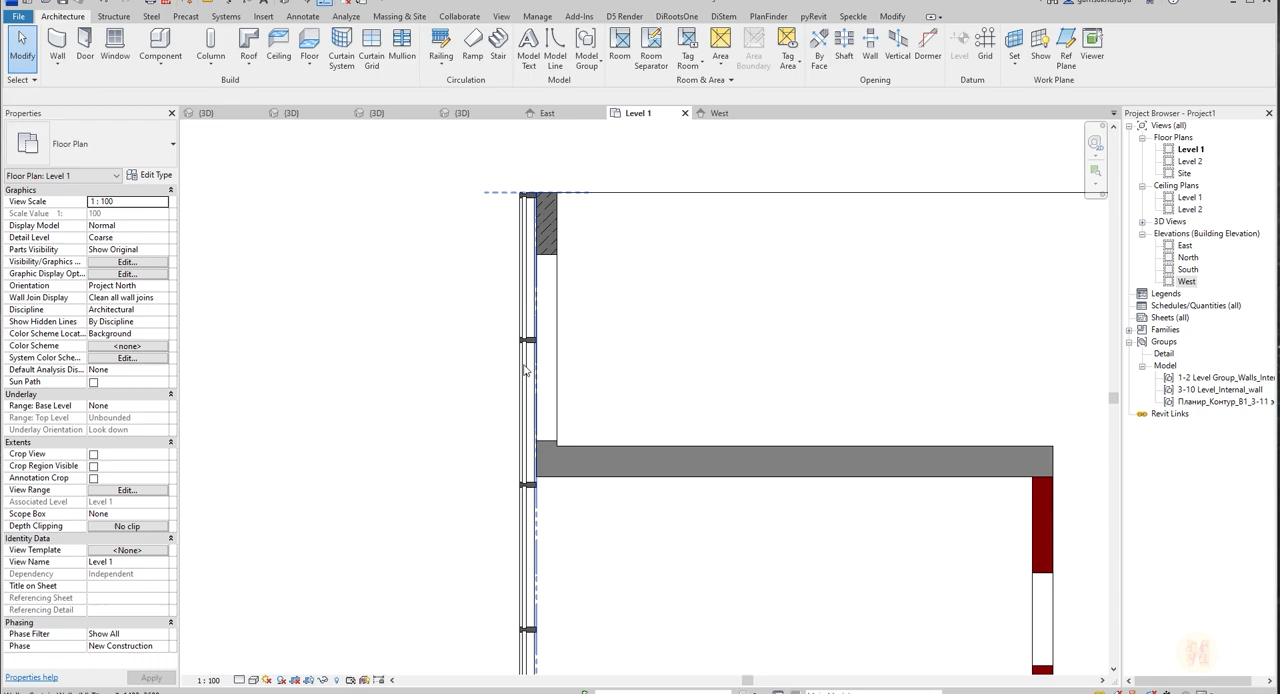 File Architecture Structure Steel Precast Systems Insert Annotate Analyze Massing & Site Collaborate View Manage Add-Ins D5 Render DiRootsOne DiStem PlanFinder pyRevit Speckle Modify
Modify Wall Door Window Component Column Roof Ceiling Floor Curtain System Curtain Grid Mullion Railing Ramp Stair Model Text Model Line Model Group Room Room Separator Tag Room Area Area Boundary Tag Area By Face Shaft Wall Vertical Dormer Level Grid Set Show Ref Plane Viewer
Select Build Circulation Model Room & Area Opening Datum Work Plane
Properties
(3D) (3D) (3D) (3D) East Level 1 West
Project Browser - Project1
Floor Plan
Floor Plan: Level 1 Edit Type
Graphics
View Scale 1 : 100
Scale Value 1: 100
Display Model Normal
Detail Level Coarse
Parts Visibility Show Original
Visibility/Graphics ... Edit...
Graphic Display Opt... Edit...
Orientation Project North
Wall Join Display Clean all wall joins
Discipline Architectural
Show Hidden Lines By Discipline
Color Scheme Locat... Background
Color Scheme <none>
System Color Sche... Edit...
Default Analysis Dis... None
Sun Path
Underlay
Range: Base Level None
Range: Top Level Unbounded
Underlay Orientation Look down
Extents
Crop View
Crop Region Visible
Annotation Crop
View Range Edit...
Associated Level Level 1
Scope Box None
Depth Clipping No clip
Identity Data
View Template <None>
View Name Level 1
Dependency Independent
Title on Sheet
Referencing Sheet
Referencing Detail
Phasing
Phase Filter Show All
Phase New Construction
Properties help Apply
1 : 100
Views (all)
Floor Plans
Level 1
Level 2
Site
Ceiling Plans
Level 1
Level 2
3D Views
Elevations (Building Elevation)
East
North
South
West
Legends
Schedules/Quantities (all)
Sheets (all)
Families
Groups
Detail
Model
1-2 Level Group_Walls_Inte
3-10 Level_Internal_wall
Планир_Контур_В1_3-11 э
Revit Links